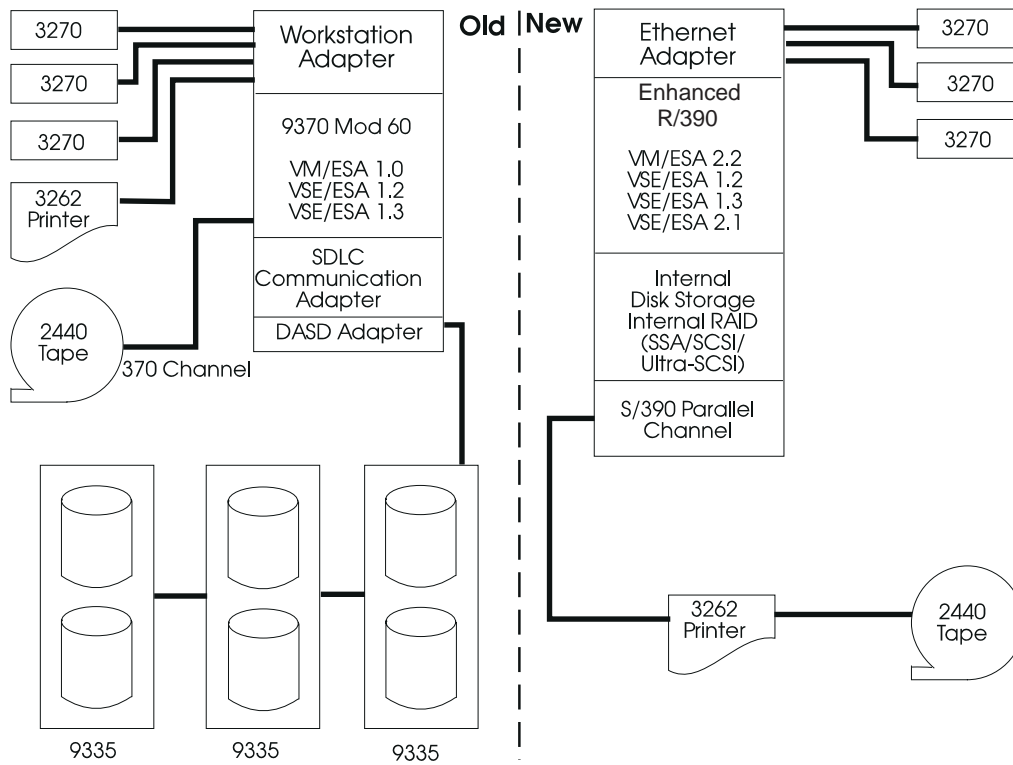 Old
New
3270
3270
3270
3262
Printer
2440
Tape
370 Channel
Workstation
Adapter
9370 Mod 60
VM/ESA 1.0
VSE/ESA 1.2
VSE/ESA 1.3
SDLC
Communication
Adapter
DASD Adapter
9335
9335
9335
Ethernet
Adapter
Enhanced
R/390
VM/ESA 2.2
VSE/ESA 1.2
VSE/ESA 1.3
VSE/ESA 2.1
Internal
Disk Storage
Internal RAID
(SSA/SCSI/
Ultra-SCSI)
S/390 Parallel
Channel
3270
3270
3270
3262
Printer
2440
Tape